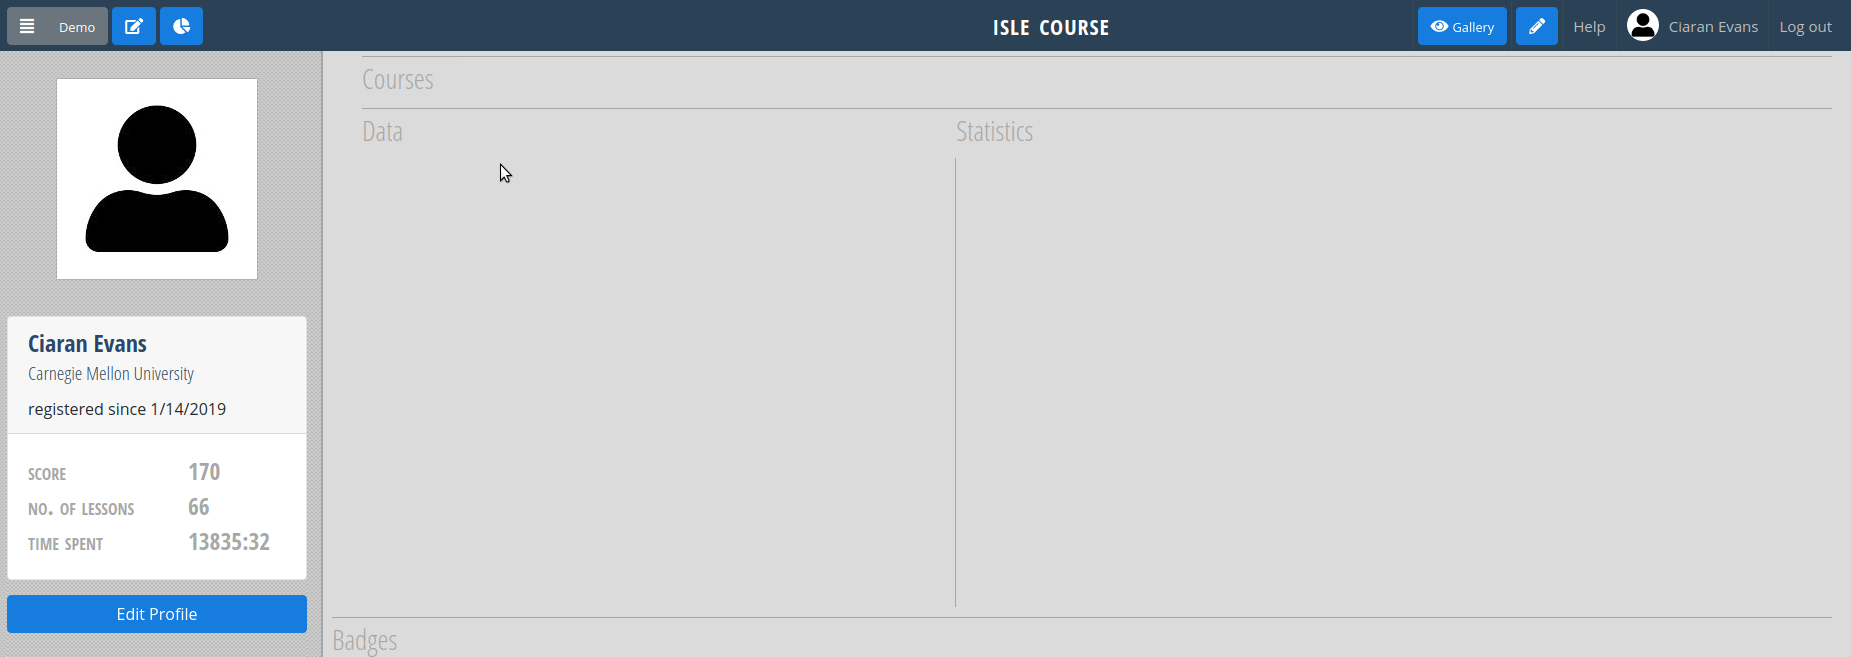 Demo
ISLE COURSE
Gallery
Help
Ciaran Evans
Log out
Courses
Data
Statistics
Ciaran Evans
Carnegie Mellon University
registered since 1/14/2019
SCORE 170
NO. OF LESSONS 66
TIME SPENT 13835:32
Edit Profile
Badges